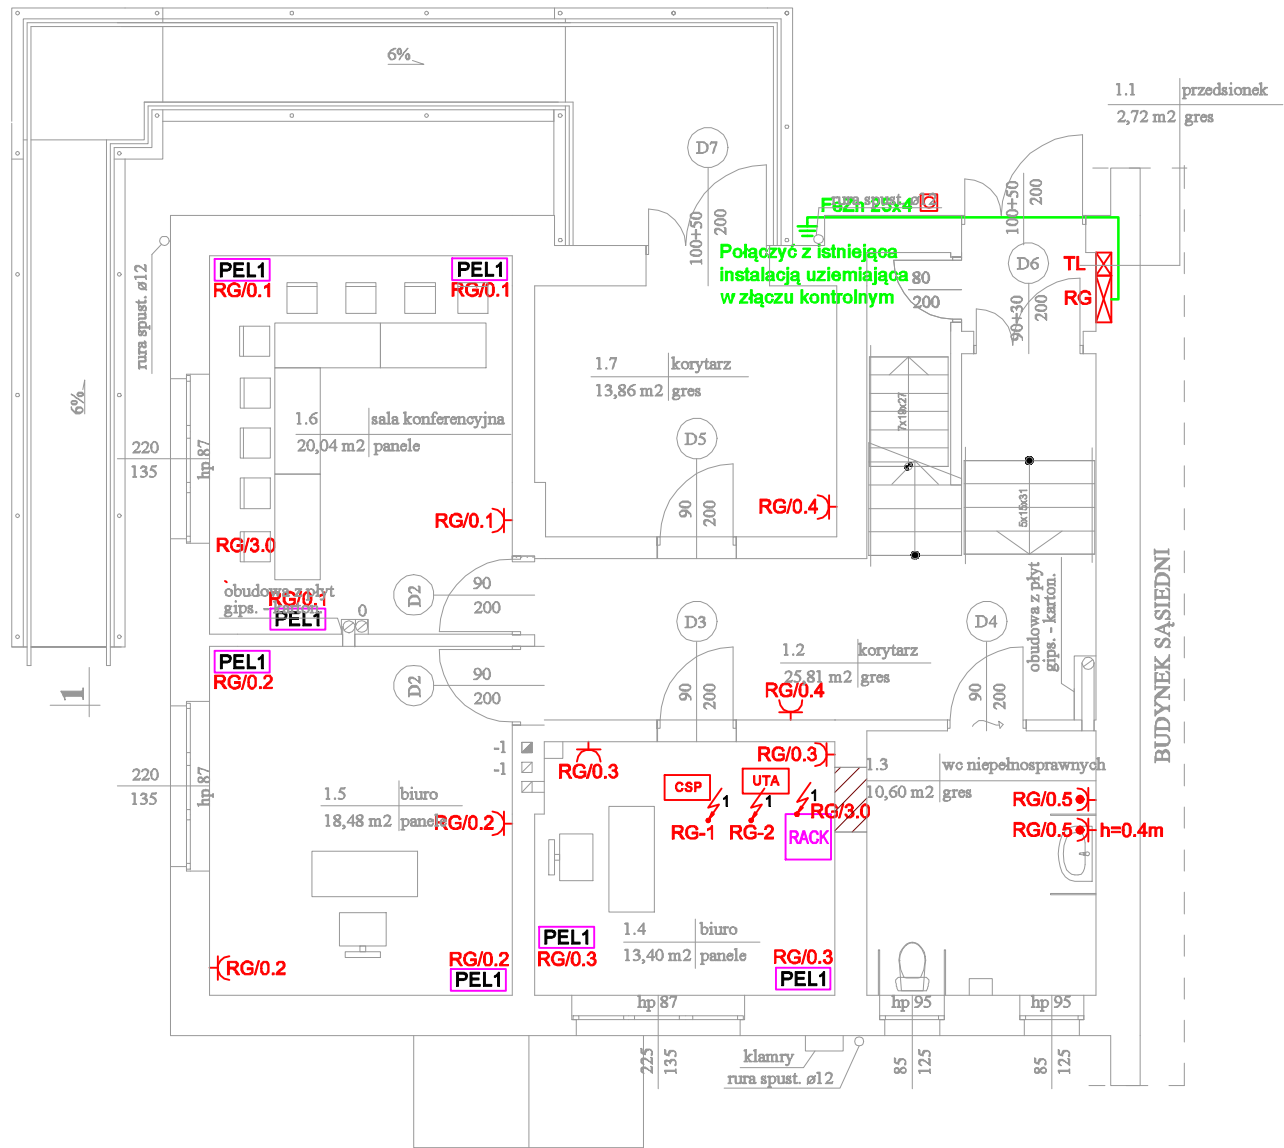 6%
1.1 przedsionek
2,72 m2 gres
D7
100+50
200
rura spust. ø12
FeZn 25x4
100+50
200
Połączyć z istniejąca
instalacją uziemiająca
w złączu kontrolnym
D6
TL
RG
80
200
90+30
200
rura spust. ø12
PEL1
RG/0.1
PEL1
RG/0.1
1.7 korytarz
13,86 m2 gres
7x19x27
6%
1.6 sala konferencyjna
20,04 m2 panele
220
135
hp 87
D5
90
200
RG/0.1
RG/0.4
5x15x31
RG/3.0
obudowa z płyt
gips. - karton.
RG/0.1
PEL1
0
D2
90
200
BUDYNEK SĄSIEDNI
obudowa z płyt
gips. - karton.
D3
D4
1.2 korytarz
25,81 m2 gres
RG/0.4
PEL1
RG/0.2
D2
90
200
90
200
90
200
1
-1
-1
RG/0.3
RG/0.3
CSP
UTA
1
1
1
RG-1
RG-2
RG/3.0
RACK
1.3 wc niepełnosprawnych
10,60 m2 gres
RG/0.5
RG/0.5
h=0.4m
220
135
hp 87
1.5 biuro
18,48 m2 panele
RG/0.2
1.4 biuro
13,40 m2 panele
PEL1
RG/0.3
RG/0.3
PEL1
RG/0.2
RG/0.2
PEL1
hp 87
hp 95
hp 95
225
135
klamry
rura spust. ø12
85
125
85
125